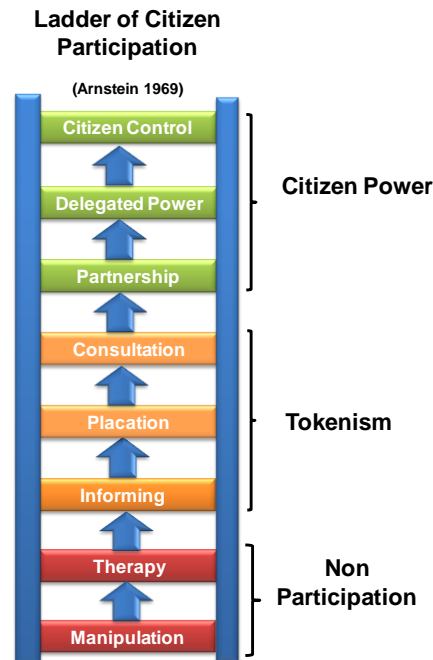 Ladder of Citizen
Participation
(Arnstein 1969)
Citizen Control
Delegated Power
Partnership
Citizen Power
Consultation
Placation
Informing
Tokenism
Therapy
Manipulation
Non
Participation